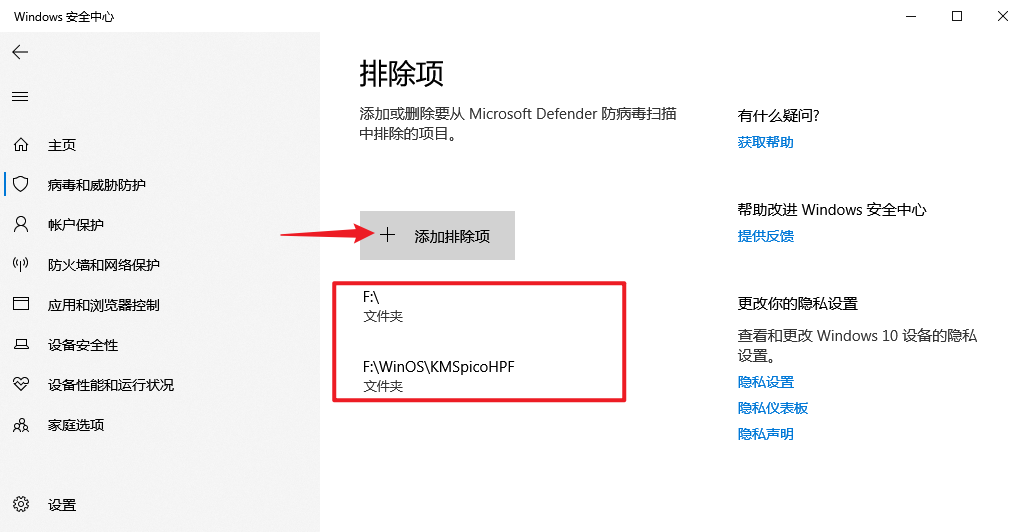 Windows 安全中心
主页
病毒和威胁防护
帐户保护
防火墙和网络保护
应用和浏览器控制
设备安全性
设备性能和运行状况
家庭选项
设置
排除项
添加或删除要从 Microsoft Defender 防病毒扫描
中排除的项目。
添加排除项
F:\
文件夹
F:\WinOS\KMSpicoHPF
文件夹
有什么疑问?
获取帮助
帮助改进 Windows 安全中心
提供反馈
更改你的隐私设置
查看和更改 Windows 10 设备的隐私
设置。
隐私设置
隐私仪表板
隐私声明